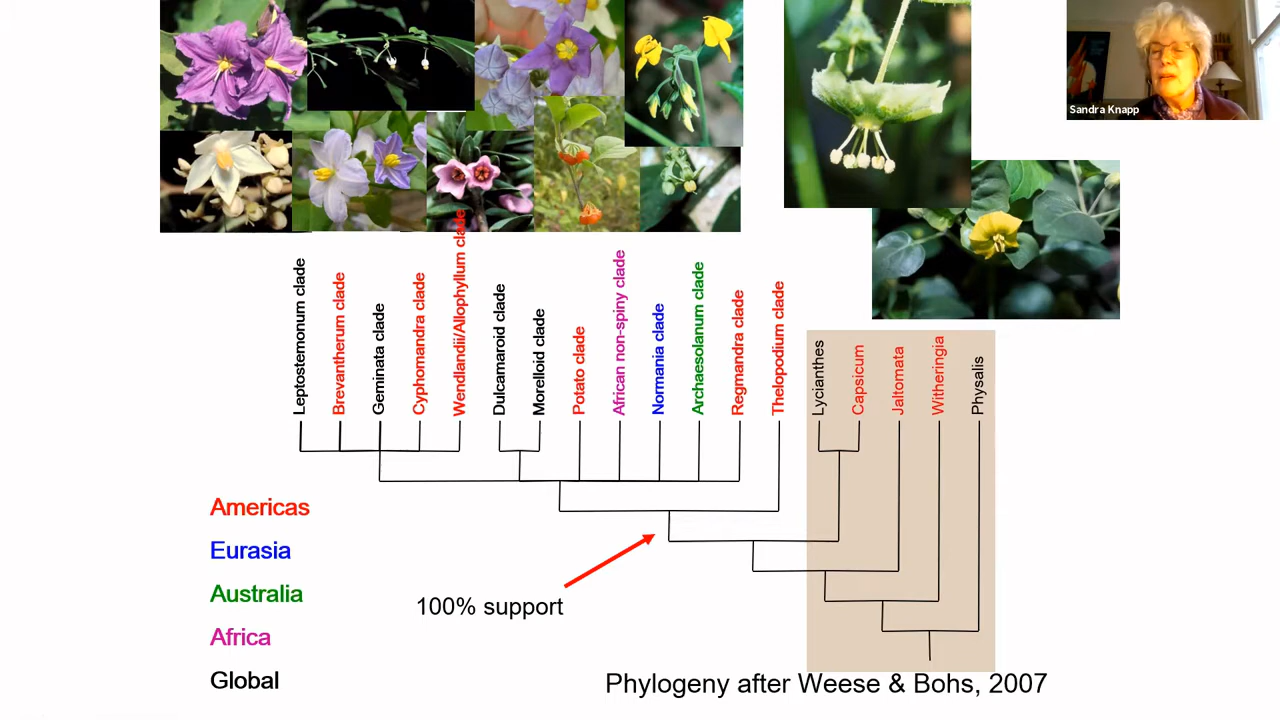 Sandra Knapp
Leptostemonum clade
Brevantherum clade
Geminata clade
Cyphomandra clade
Wendlandii/Allophyllum clade
Dulcamaroid clade
Morelloid clade
Potato clade
African non-spiny clade
Normania clade
Archaesolanum clade
Regmandra clade
Thelopodium clade
Lycianthes
Capsicum
Jaltomata
Witheringia
Physalis
Americas
Eurasia
Australia
Africa
Global
100% support
Phylogeny after Weese & Bohs, 2007